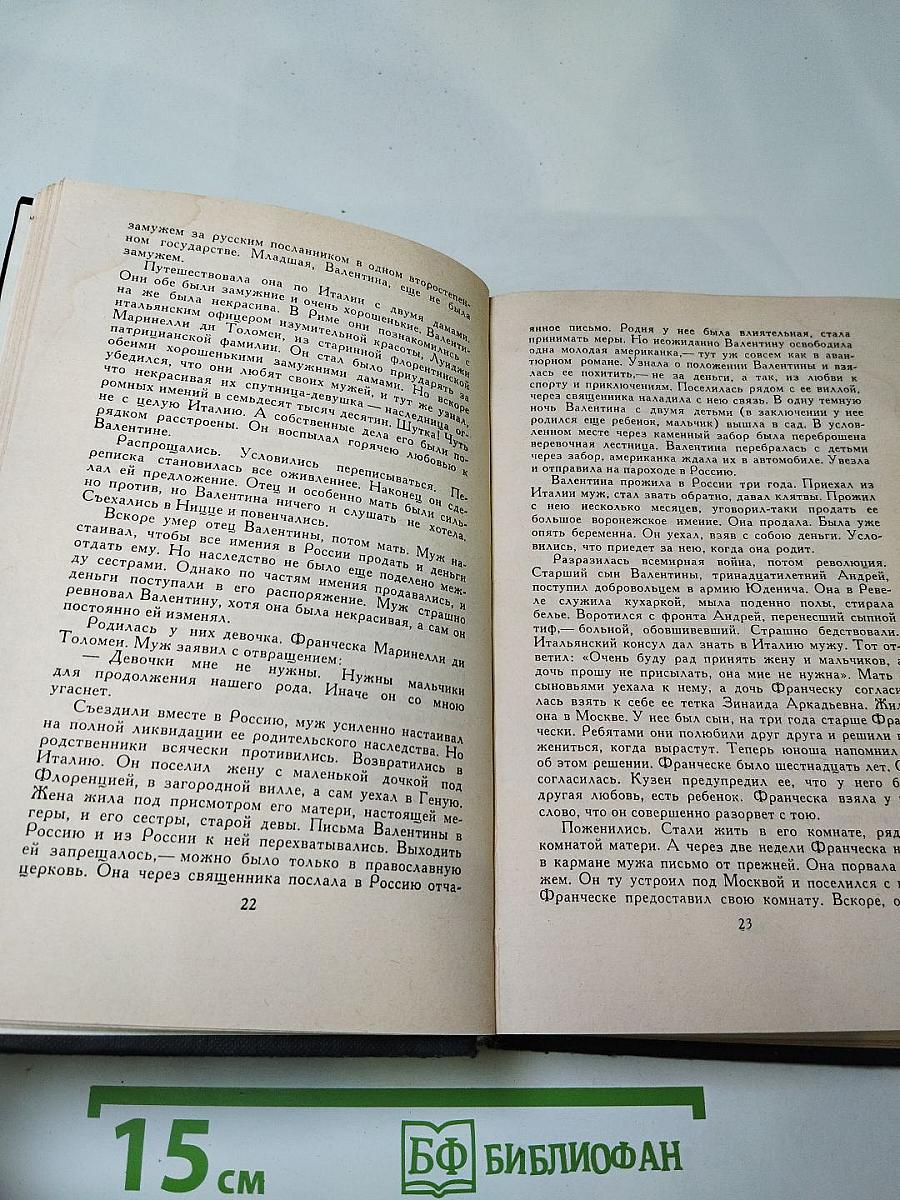 замужем за русским посланником в одном второстепен-
ном государстве. Младшая, Валентина, еще не была
замужем.
Путешествовала она по Италии с двумя дамами.
Они обе были замужние и очень хорошенькие, Валенти-
на же была некрасива. В Риме они познакомились с
итальянским офицером изумительной красоты, Луиджи
Маринелли ди Толомеи, из старинной флорентинской
патрицианской фамилии. Он стал было приударять за
обеими хорошенькими замужними дамами. Но вскоре
убедился, что они любят своих мужей, и тут же узнал,
что некрасивая их спутница-девушка — наследница ог-
ромных имений в семьдесят тысяч десятин. Шутка! Чуть
не с целую Италию. А собственные дела его были по-
рядком расстроены. Он воспылал горячею любовью к
Валентине.
Распрощались. Условились переписываться. Пе-
реписка становилась все оживленнее. Наконец он сде-
лал ей предложение. Отец и особенно мать были силь-
но против, но Валентина ничего и слушать не хотела.
Съехались в Ницце и повенчались.
Вскоре умер отец Валентины, потом мать. Муж на-
стаивал, чтобы все имения в России продать и деньги
отдать ему. Но наследство не было еще поделено меж-
ду сестрами. Однако по частям имения продавались, и
деньги поступали в его распоряжение. Муж страшно
ревновал Валентину, хотя она была некрасивая, а сам он
постоянно ей изменял.
Родилась у них девочка. Франческа Маринелли ди
Толомеи. Муж заявил с отвращением:
— Девочки мне не нужны. Нужны мальчики
для продолжения нашего рода. Иначе он со мною
угаснет.
Съездили вместе в Россию, муж усиленно настаивал
на полной ликвидации ее родительского наследства. Но
родственники всячески противились. Возвратились в
Италию. Он поселил жену с маленькой дочкой под
Флоренцией, в загородной вилле, а сам уехал в Геную.
Жена жила под присмотром его матери, настоящей ме-
геры, и его сестры, старой девы. Письма Валентины в
Россию и из России к ней перехватывались. Выходить
ей запрещалось,— можно было только в православную
церковь. Она через священника послала в Россию отча-
22
янное письмо. Родня у нее была влиятельная, стала
принимать меры. Но неожиданно Валентину освободила
одна молодая американка,— тут уж совсем как в аван-
тюрном романе. Узнала о положении Валентины и взя-
лась ее похитить,— не за деньги, а так, из любви к
спорту и приключениям. Поселилась рядом с ее виллой,
через священника наладила с нею связь. В одну темную
ночь Валентина с двумя детьми (в заключении у нее
родился еще ребенок, мальчик) вышла в сад. В услов-
ленном месте через каменный забор была переброшена
веревочная лестница. Валентина перебралась с детьми
через забор, американка ждала их в автомобиле. Увезла
и отправила на пароходе в Россию.
Валентина прожила в России три года. Приехал из
Италии муж, стал звать обратно, давал клятвы. Прожил
с нею несколько месяцев, уговорил-таки продать ее
большое воронежское имение. Она продала. Была уже
опять беременна. Он уехал, взяв с собою деньги. Усло-
вились, что приедет за нею, когда она родит.
Разразилась всемирная война, потом революция.
Старший сын Валентины, тринадцатилетний Андрей,
поступил добровольцем в армию Юденича. Она в Реве-
ле служила кухаркой, мыла поденно полы, стирала
белье. Воротился с фронта Андрей, перенесший сыпной
тиф,— больной, обовшивевший. Страшно бедствовали.
Итальянский консул дал знать в Италию мужу. Тот от-
ветил: «Очень буду рад принять жену и мальчиков, а
дочь прошу не присылать, она мне не нужна». Мать
сыновьями уехала к нему, а дочь Франческу согласи
лась взять к себе ее тетка Зинаида Аркадьевна. Жил
она в Москве. У нее был сын, на три года старше Фра
чески. Ребятами они полюбили друг друга и решили
жениться, когда вырастут. Теперь юноша напомнил
об этом решении. Франческе было шестнадцать лет.
согласилась. Кузен предупредил ее, что у него б
другая любовь, есть ребенок. Франческа взяла у
слово, что он совершенно разорвет с тою.
Поженились. Стали жить в его комнате, ряд
комнатой матери. А через две недели Франческа н
в кармане мужа письмо от прежней. Она порвала
жем. Он ту устроил под Москвой и поселился с
Франческе предоставил свою комнату. Вскоре, о
23
15 см
БФ БИБЛИОФАН